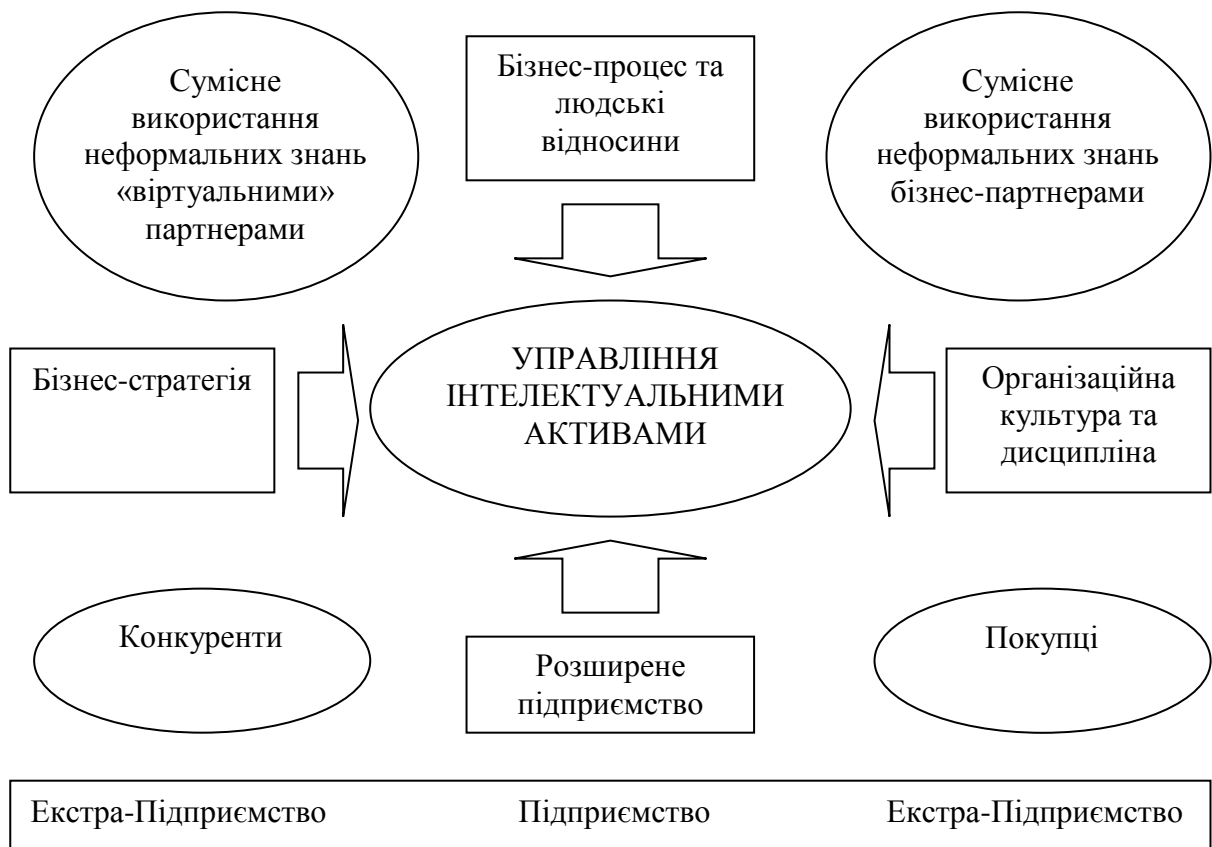 Сумісне
використання
неформальних знань
«віртуальними»
партнерами
Бізнес-процес та
людські
відносини
Сумісне
використання
неформальних знань
бізнес-партнерами
Бізнес-стратегія
УПРАВЛІННЯ
ІНТЕЛЕКТУАЛЬНИМИ
АКТИВАМИ
Організаційна
культура та
дисципліна
Конкуренти
Розширене
підприємство
Покупці
Екстра-Підприємство Підприємство Екстра-Підприємство